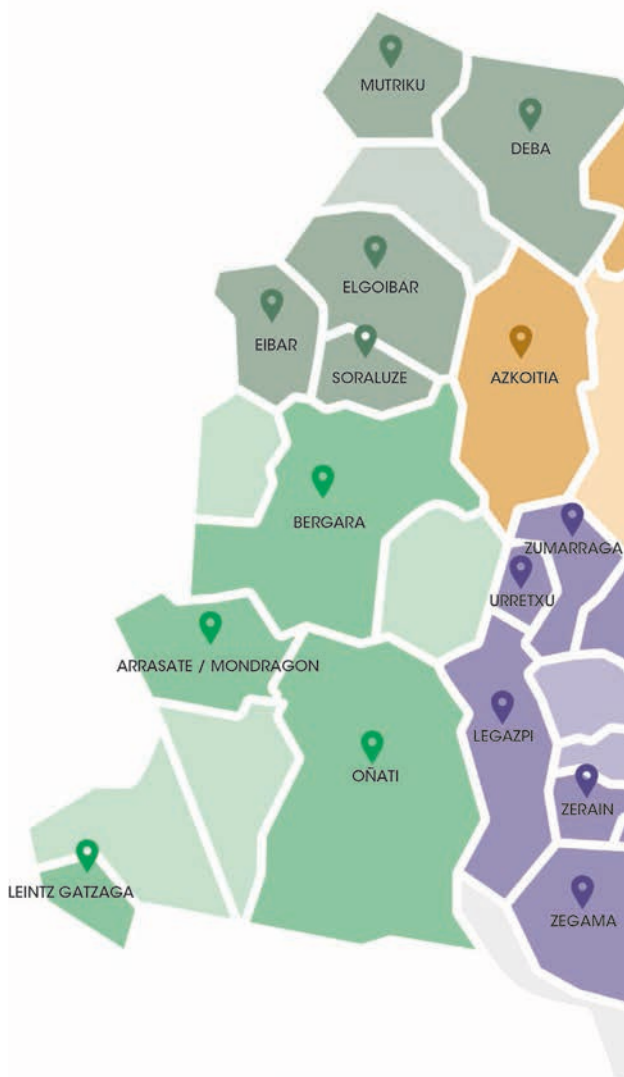 MUTRIKU
DEBA
ELGOIBAR
EIBAR
SORALUZE
AZKOITIA
BERGARA
ZUMARRAGA
URRETXU
ARRASATE / MONDRAGON
LEGAZPI
OÑATI
ZERAIN
LEINTZ GATZAGA
ZEGAMA